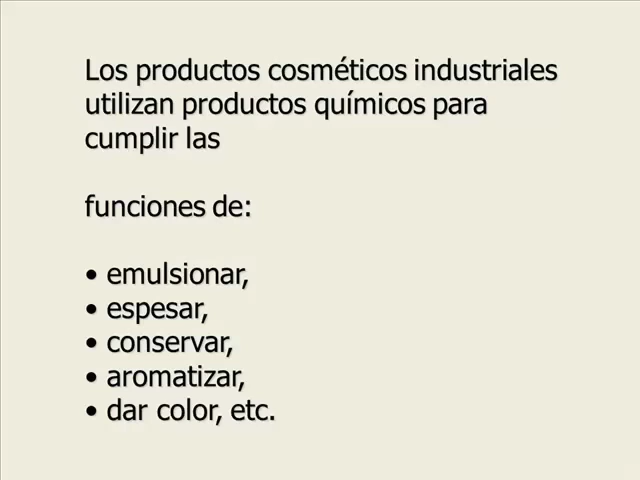 Los productos cosméticos industriales
utilizan productos químicos para
cumplir las
funciones de:
• emulsionar,
• espesar,
• conservar,
• aromatizar,
• dar color, etc.